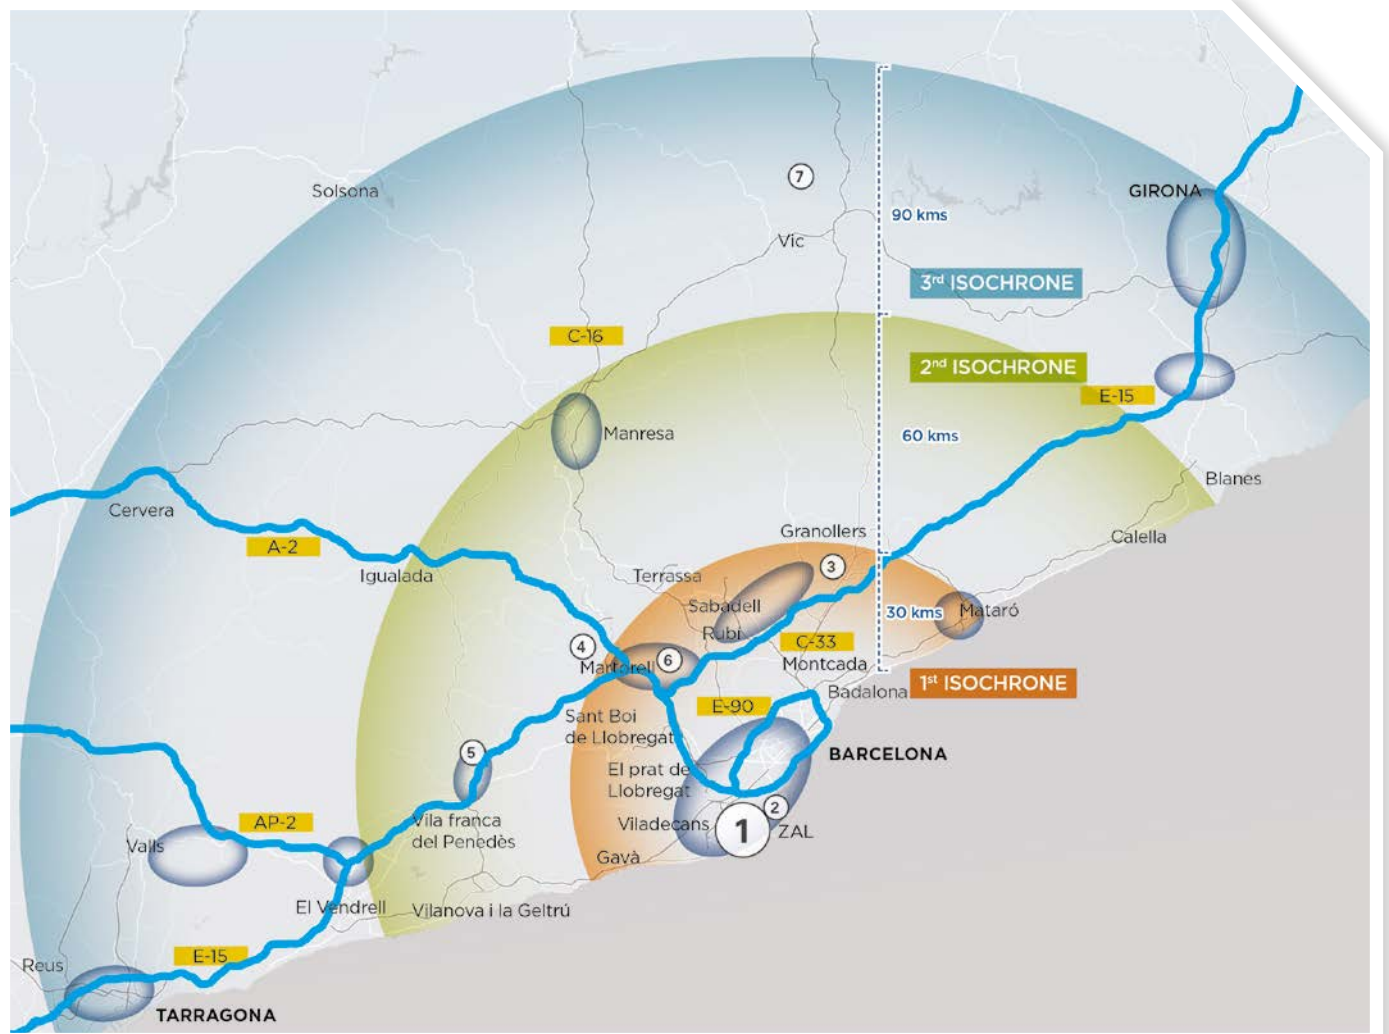 Solsona
7
GIRONA
90 kms
Vic
3rd ISOCHRONE
C-16
2nd ISOCHRONE
E-15
Manresa
60 kms
Blanes
Cervera
Granollers
Calella
A-2
Igualada
Terrassa
3
Sabadell
30 kms
Mataró
Rubí
C-33
4
Martorell
6
Montcada
1st ISOCHRONE
Badalona
E-90
Sant Boi
de Llobregat
BARCELONA
5
El prat de
Llobregat
2
Viladecans
1
ZAL
AP-2
Vila franca
del Penedès
Valls
Gavà
El Vendrell
Vilanova i la Geltrú
E-15
Reus
TARRAGONA